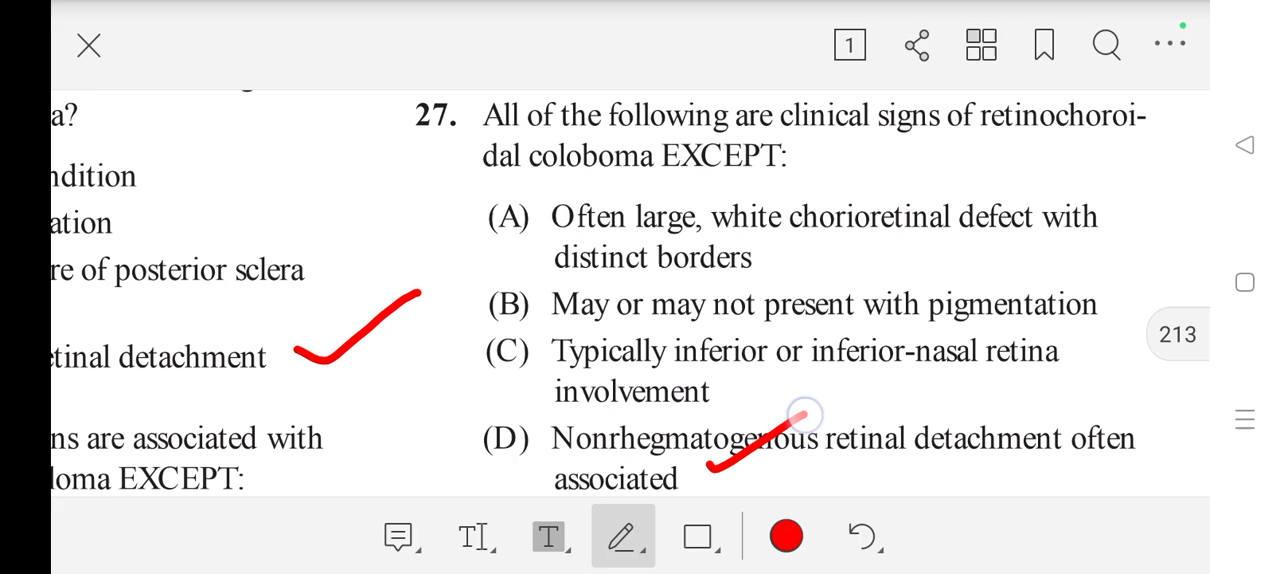 1
a?
ndition
ation
re of posterior sclera
etinal detachment
ns are associated with
loma EXCEPT:
27. All of the following are clinical signs of retinochoroi-
dal coloboma EXCEPT:
(A) Often large, white chorioretinal defect with
distinct borders
(B) May or may not present with pigmentation
(C) Typically inferior or inferior-nasal retina
involvement
(D) Nonrhegmatogenous retinal detachment often
associated
213
T
T